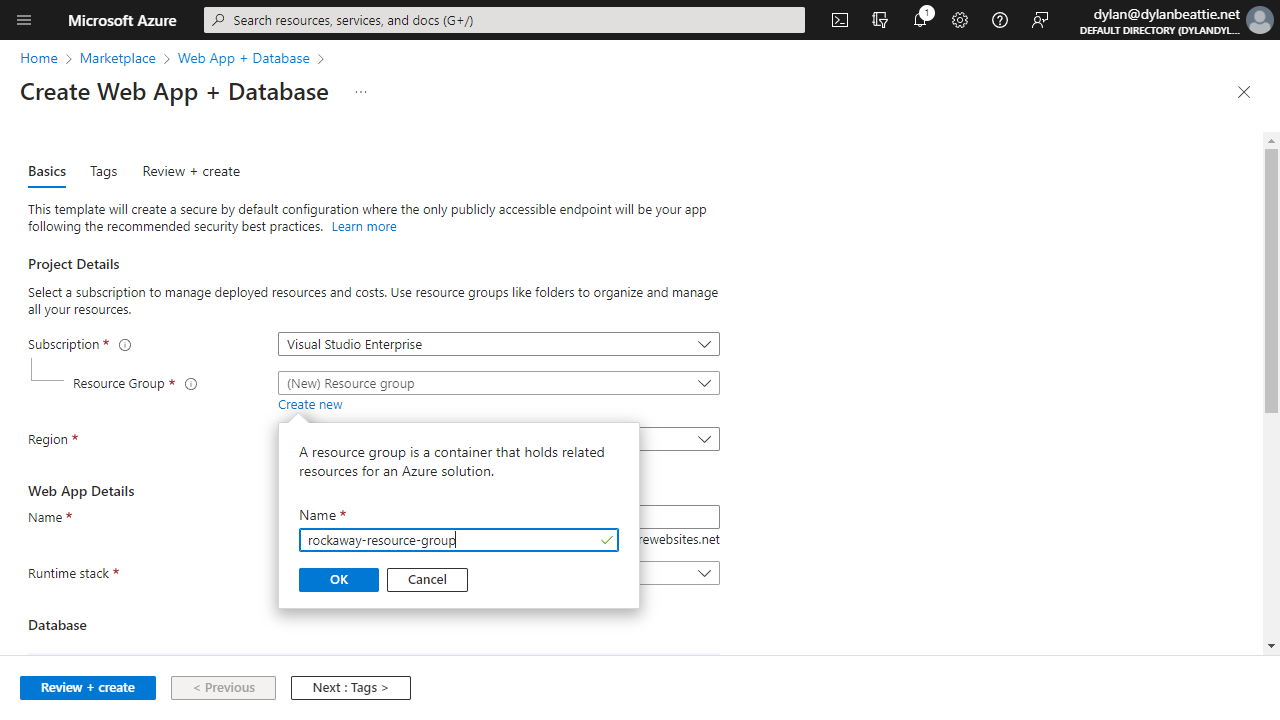 Microsoft Azure
Search resources, services, and docs (G+/)
1
dylan@dylanbeattie.net
DEFAULT DIRECTORY (DYLANDYL...
Home > Marketplace > Web App + Database >
Create Web App + Database ...
Basics Tags Review + create
This template will create a secure by default configuration where the only publicly accessible endpoint will be your app
following the recommended security best practices. Learn more
Project Details
Select a subscription to manage deployed resources and costs. Use resource groups like folders to organize and manage
all your resources.
Subscription * Visual Studio Enterprise
Resource Group * (New) Resource group
Create new
Region *
A resource group is a container that holds related
resources for an Azure solution.
Web App Details
Name *
Name *
rewebsites.net
rockaway-resource-group
Runtime stack *
OK Cancel
Database
Review + create < Previous Next : Tags >